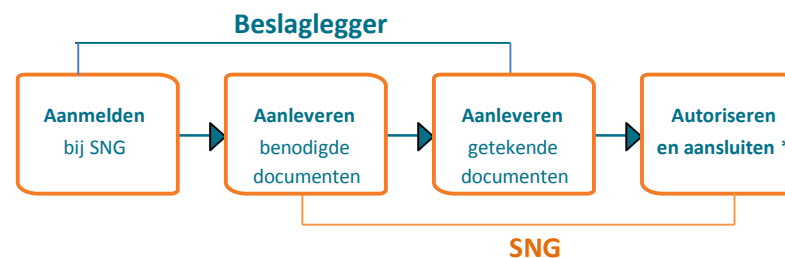 Beslaglegger
Aanmelden
bij SNG
Aanleveren
benodigde
documenten
Aanleveren
getekende
documenten
Autoriseren
en aansluiten *
SNG